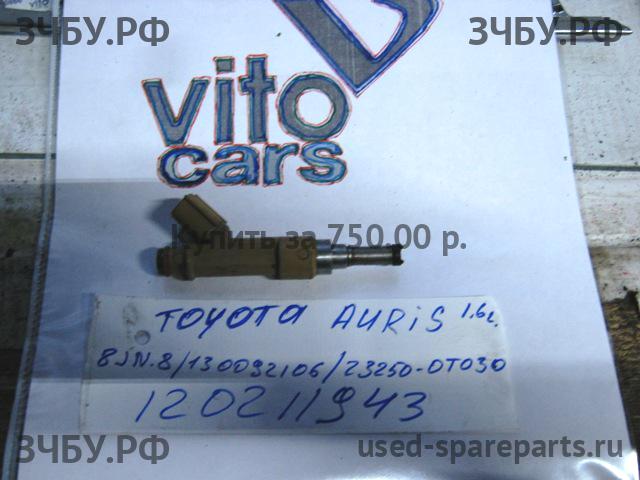 ЗЧБУ.РФ ЗЧБУ.РФ
vito
cars
Купить за 750,00 р.
TOYOTA AURiS 1.6L.
8JN.8/130092106/23250-0T030
120211943
ЗЧБУ.РФ used-spareparts.ru